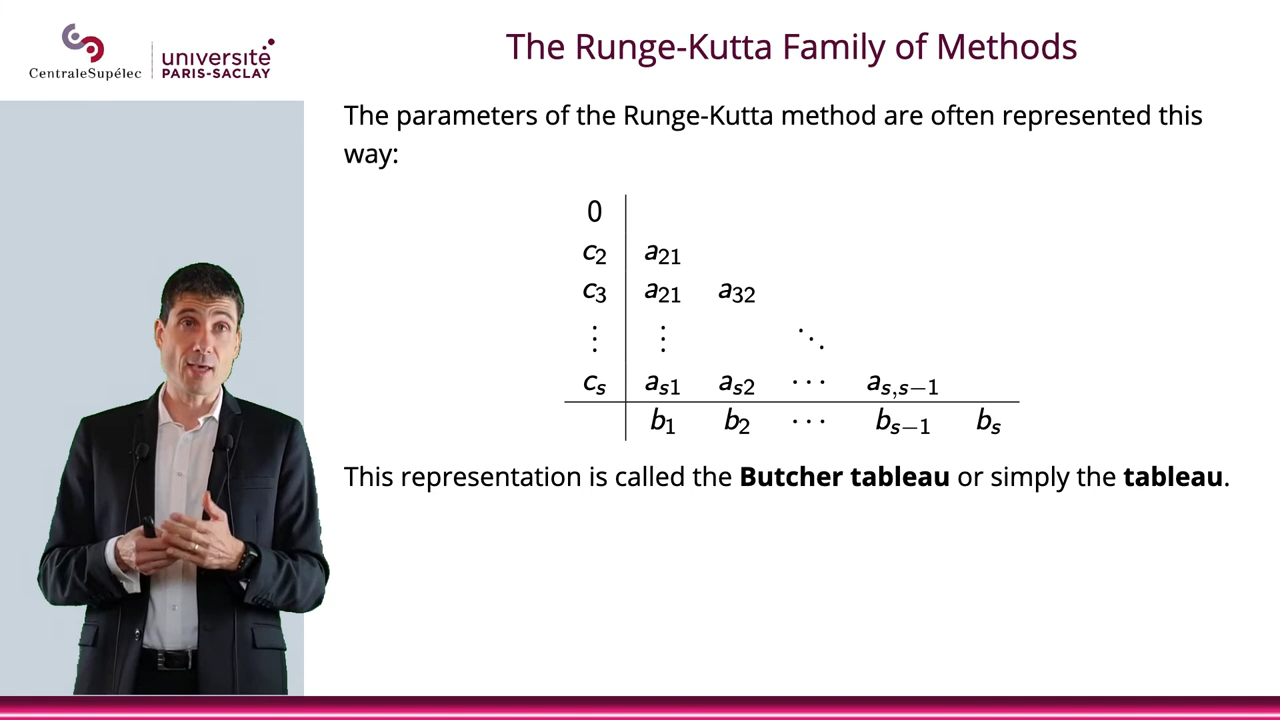 CentraleSupélec
université
PARIS-SACLAY
The Runge-Kutta Family of Methods
The parameters of the Runge-Kutta method are often represented this
way:
0
c₂ a₂₁
c₃ a₂₁ a₃₂
⋮ ⋮ ⋱
cₛ aₛ₁ aₛ₂ ⋯ aₛ,ₛ₋₁
b₁ b₂ ⋯ bₛ₋₁ bₛ
This representation is called the Butcher tableau or simply the tableau.